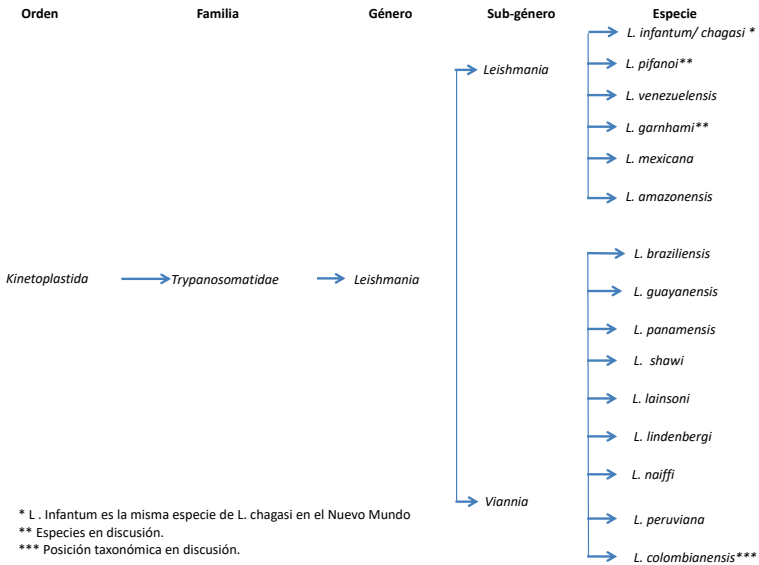 Orden Familia Género Sub-género Especie
L. infantum/ chagasi *
L. pifanoi**
Leishmania
L. venezuelensis
L. garnhami**
L. mexicana
L. amazonensis
L. braziliensis
Kinetoplastida Trypanosomatidae Leishmania
L. guayanensis
L. panamensis
L. shawi
L. lainsoni
L. lindenbergi
L. naiffi
Viannia
L. peruviana
L. colombianensis***
* L . Infantum es la misma especie de L. chagasi en el Nuevo Mundo
** Especies en discusión.
*** Posición taxonómica en discusión.